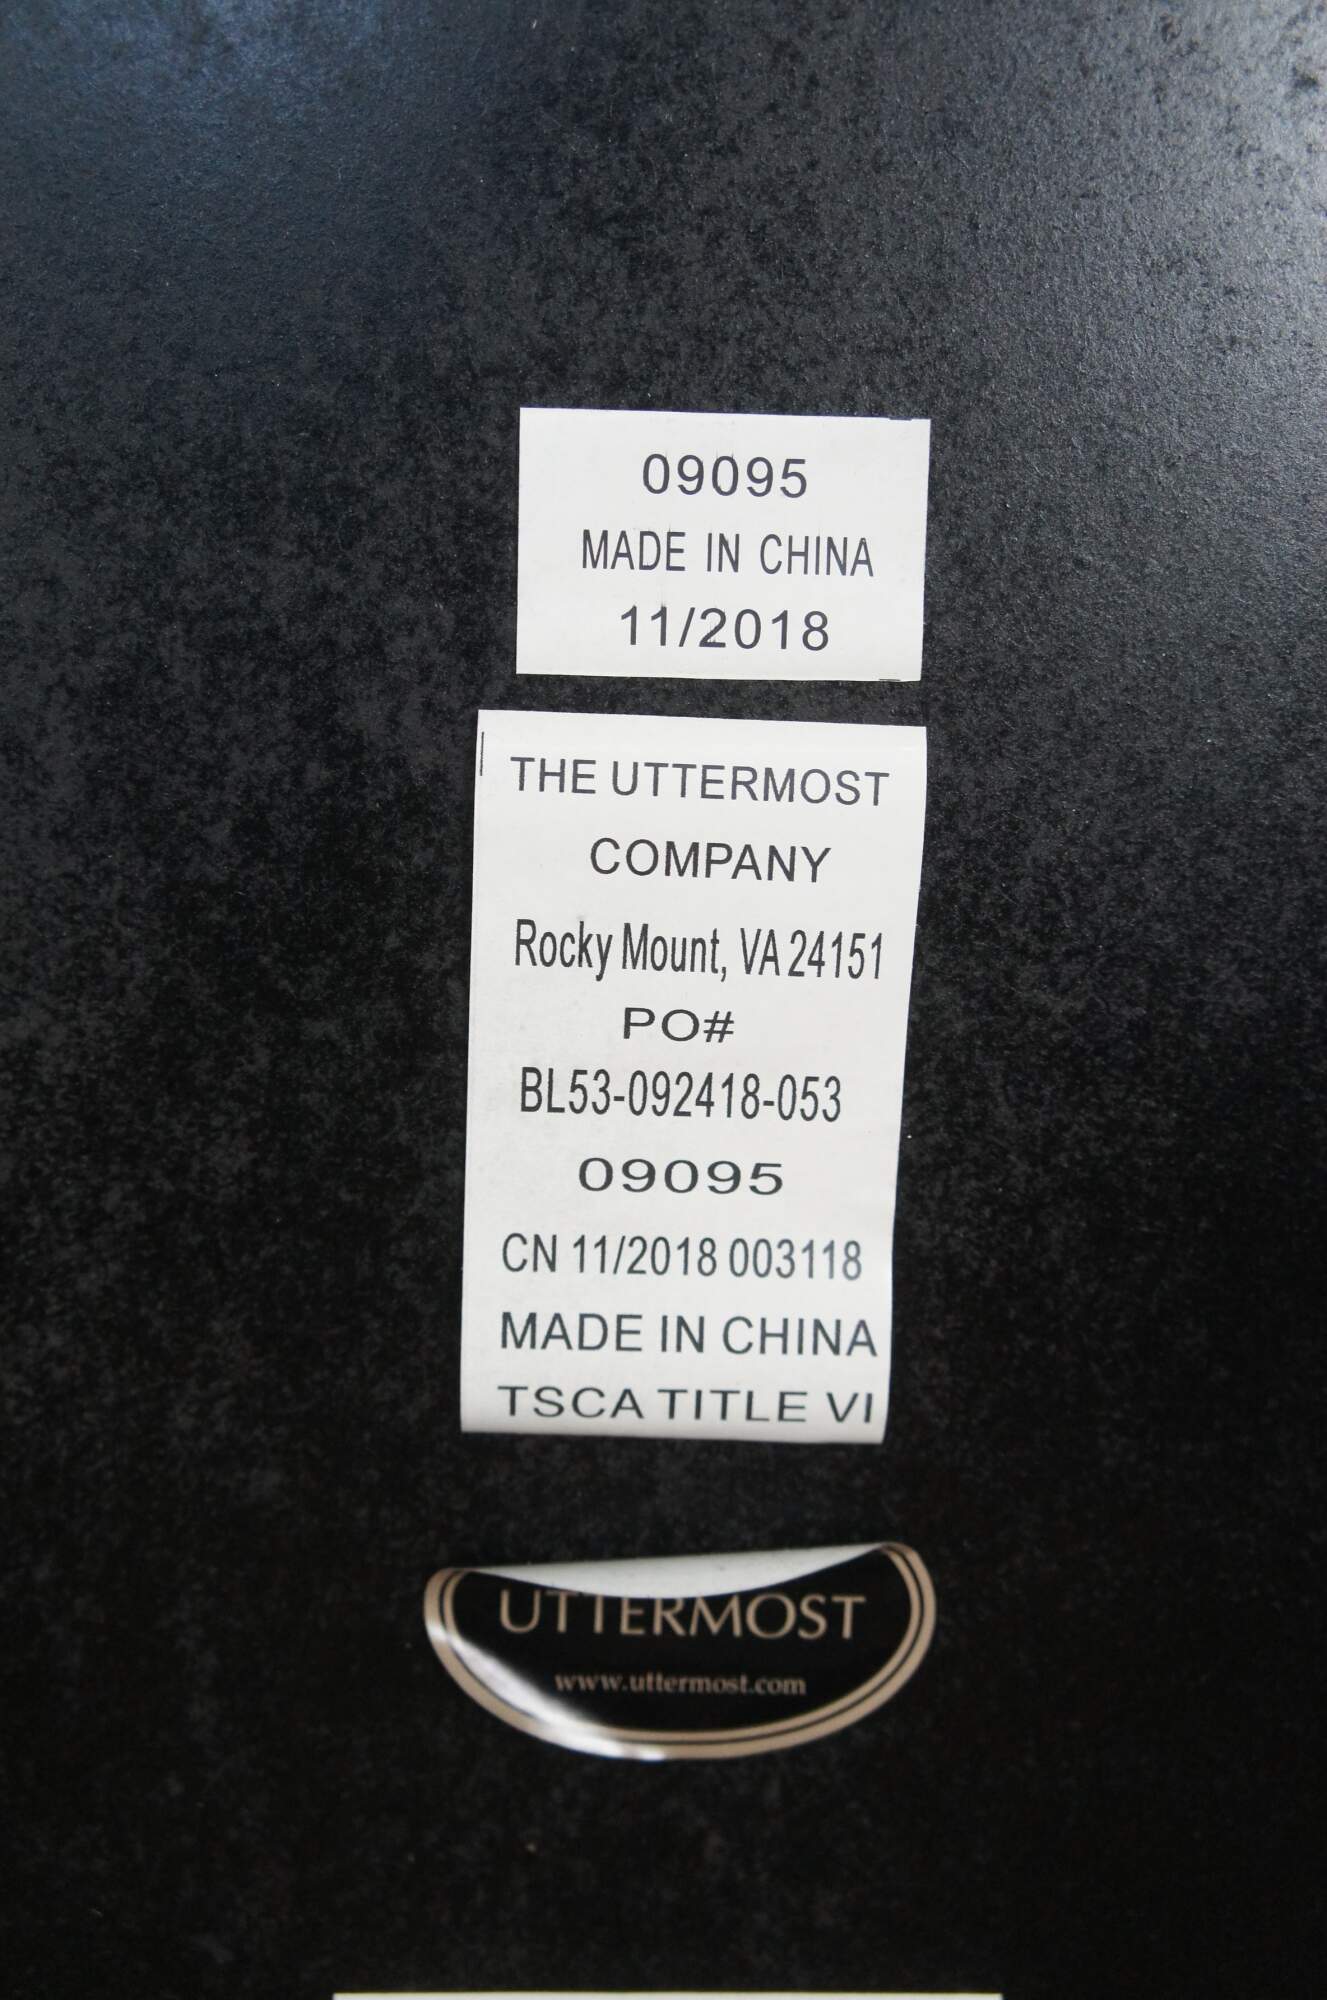 09095
MADE IN CHINA
11/2018
THE UTTERMOST
COMPANY
Rocky Mount, VA 24151
PO#
BL53-092418-053
09095
CN 11/2018 003118
MADE IN CHINA
TSCA TITLE VI
UTTERMOST
www.uttermost.com